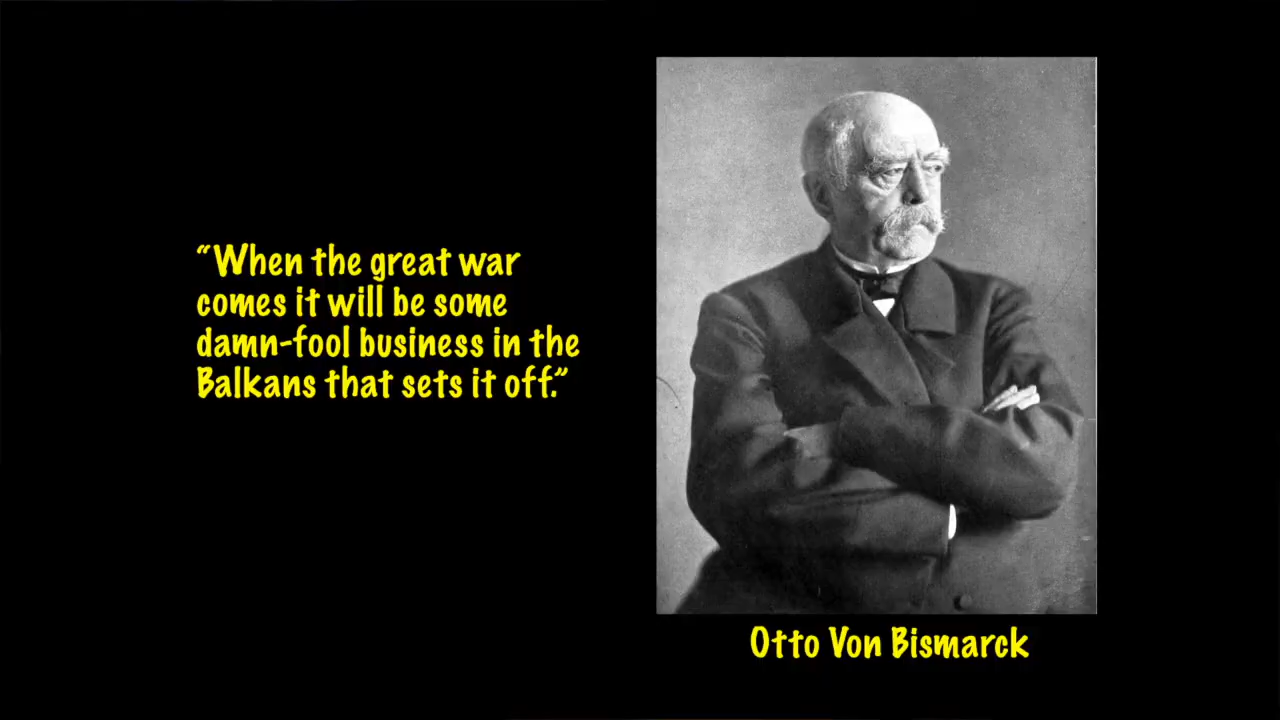 “When the great war
comes it will be some
damn-fool business in the
Balkans that sets it off.”
Otto Von Bismarck